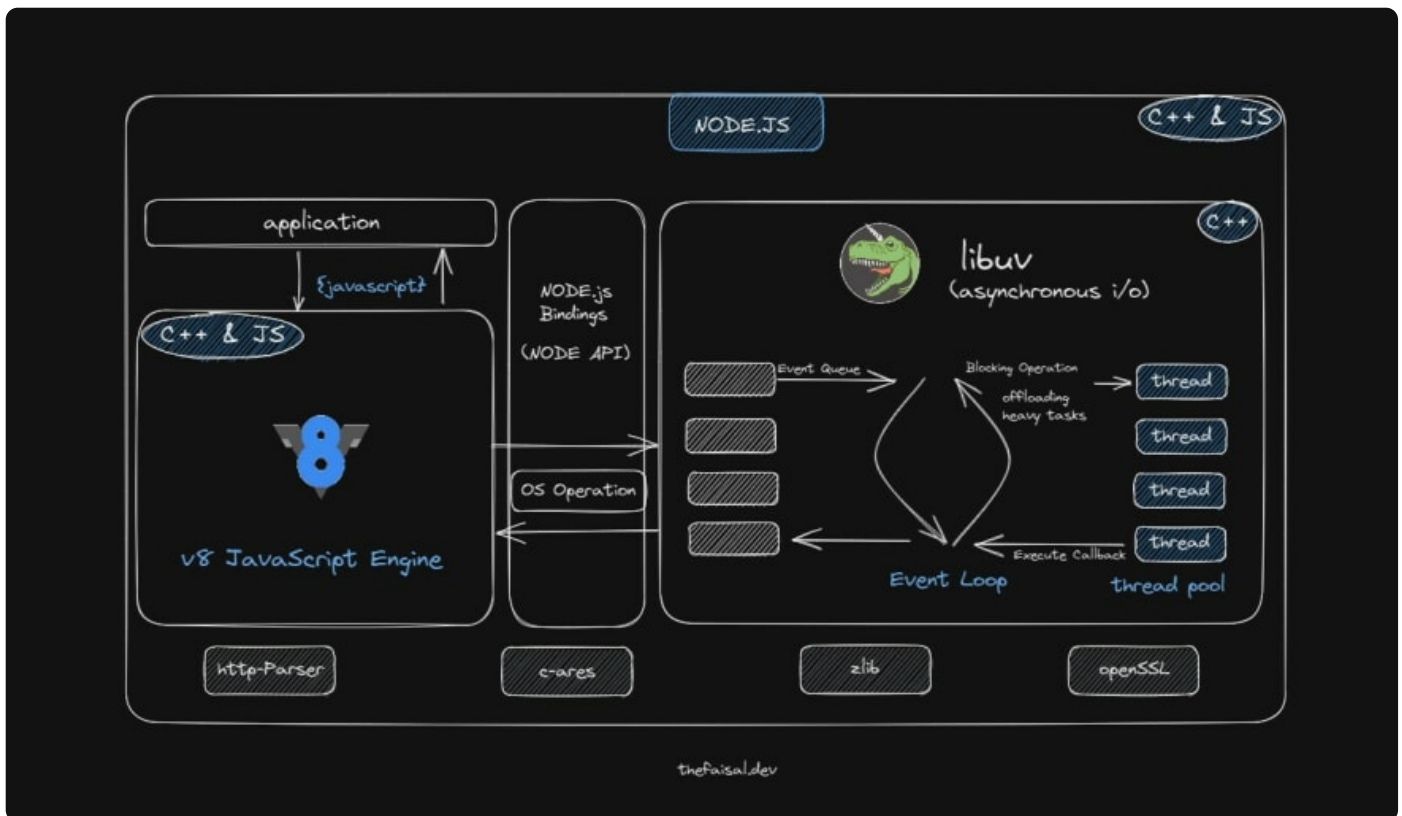 NODE.JS
C++ & JS
application
{javascript}
C++ & JS
8
v8 JavaScript Engine
NODE.js
Bindings
(NODE API)
OS Operation
C++
libuv
(asynchronous i/o)
Event Queue
Blocking Operation
offloading
heavy tasks
thread
thread
thread
thread
Execute Callback
Event Loop
thread pool
http-Parser
c-ares
zlib
openSSL
thefaisal.dev